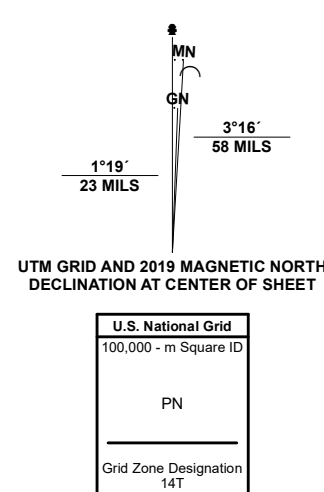 MN
GN
3°16´
58 MILS
1°19´
23 MILS
UTM GRID AND 2019 MAGNETIC NORTH
DECLINATION AT CENTER OF SHEET
U.S. National Grid
100,000 - m Square ID
PN
Grid Zone Designation
14T